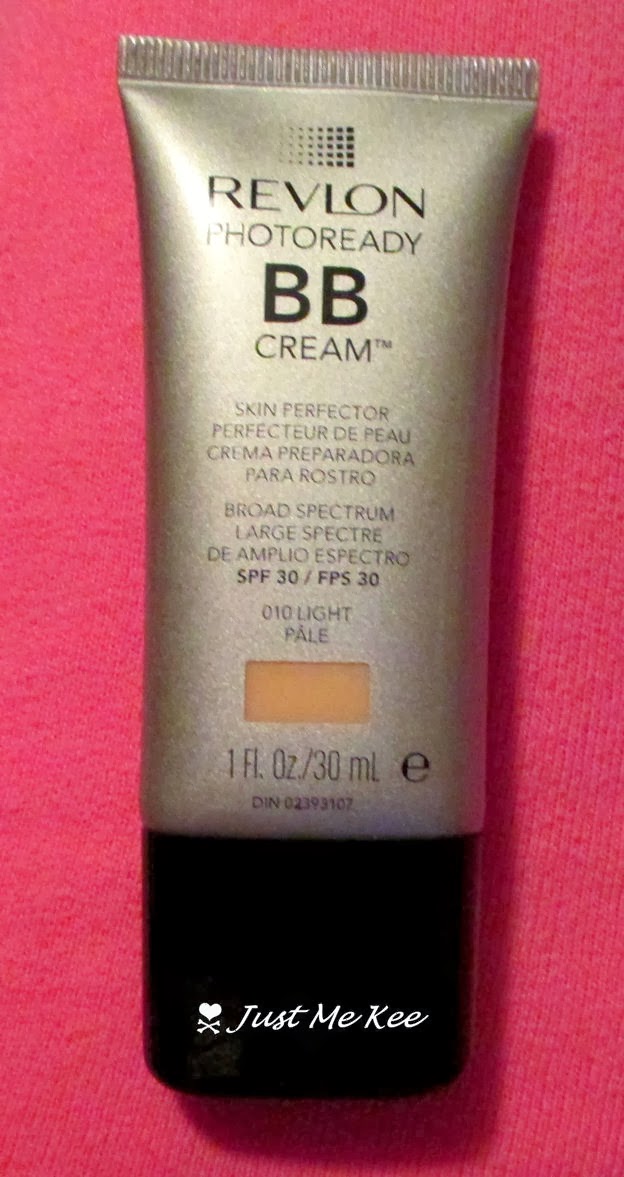 REVLON
PHOTOREADY
BB
CREAM™
SKIN PERFECTOR
PERFECTEUR DE PEAU
CREMA PREPARADORA
PARA ROSTRO
BROAD SPECTRUM
LARGE SPECTRE
DE AMPLIO ESPECTRO
SPF 30 / FPS 30
010 LIGHT
PÂLE
1 Fl. Oz./30 mL e
DIN 02393107
Just Me Kee